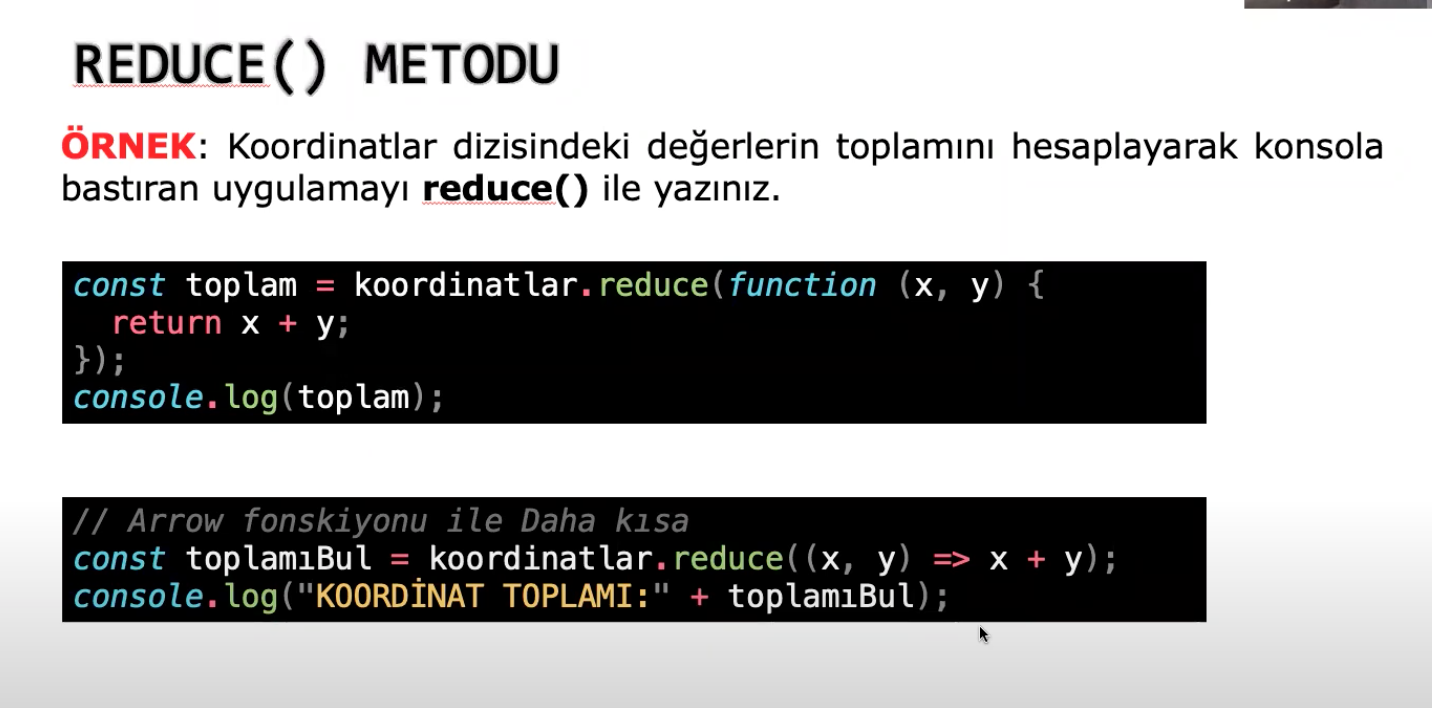 REDUCE() METODU
ÖRNEK: Koordinatlar dizisindeki değerlerin toplamını hesaplayarak konsola
bastıran uygulamayı reduce() ile yazınız.
const toplam = koordinatlar.reduce(function (x, y) {
  return x + y;
});
console.log(toplam);
// Arrow fonskiyonu ile Daha kısa
const toplamıBul = koordinatlar.reduce((x, y) => x + y);
console.log("KOORDİNAT TOPLAMI:" + toplamıBul);